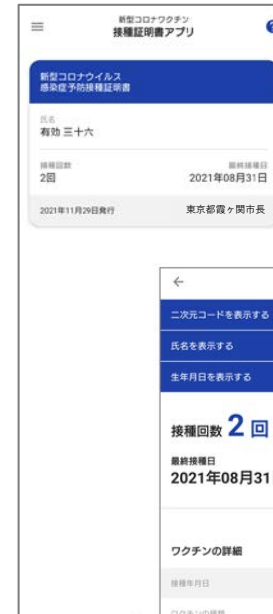 新型コロナワクチン
接種証明書アプリ
新型コロナウイルス
感染症予防接種証明書
氏名
有効 三十六
接種回数
最終接種日
2回
2021年08月31日
2021年11月29日発行
東京都霞ヶ関市長
二次元コードを表示する
氏名を表示する
生年月日を表示する
接種回数 2 回
最終接種日
2021年08月31
ワクチンの詳細
接種年月日